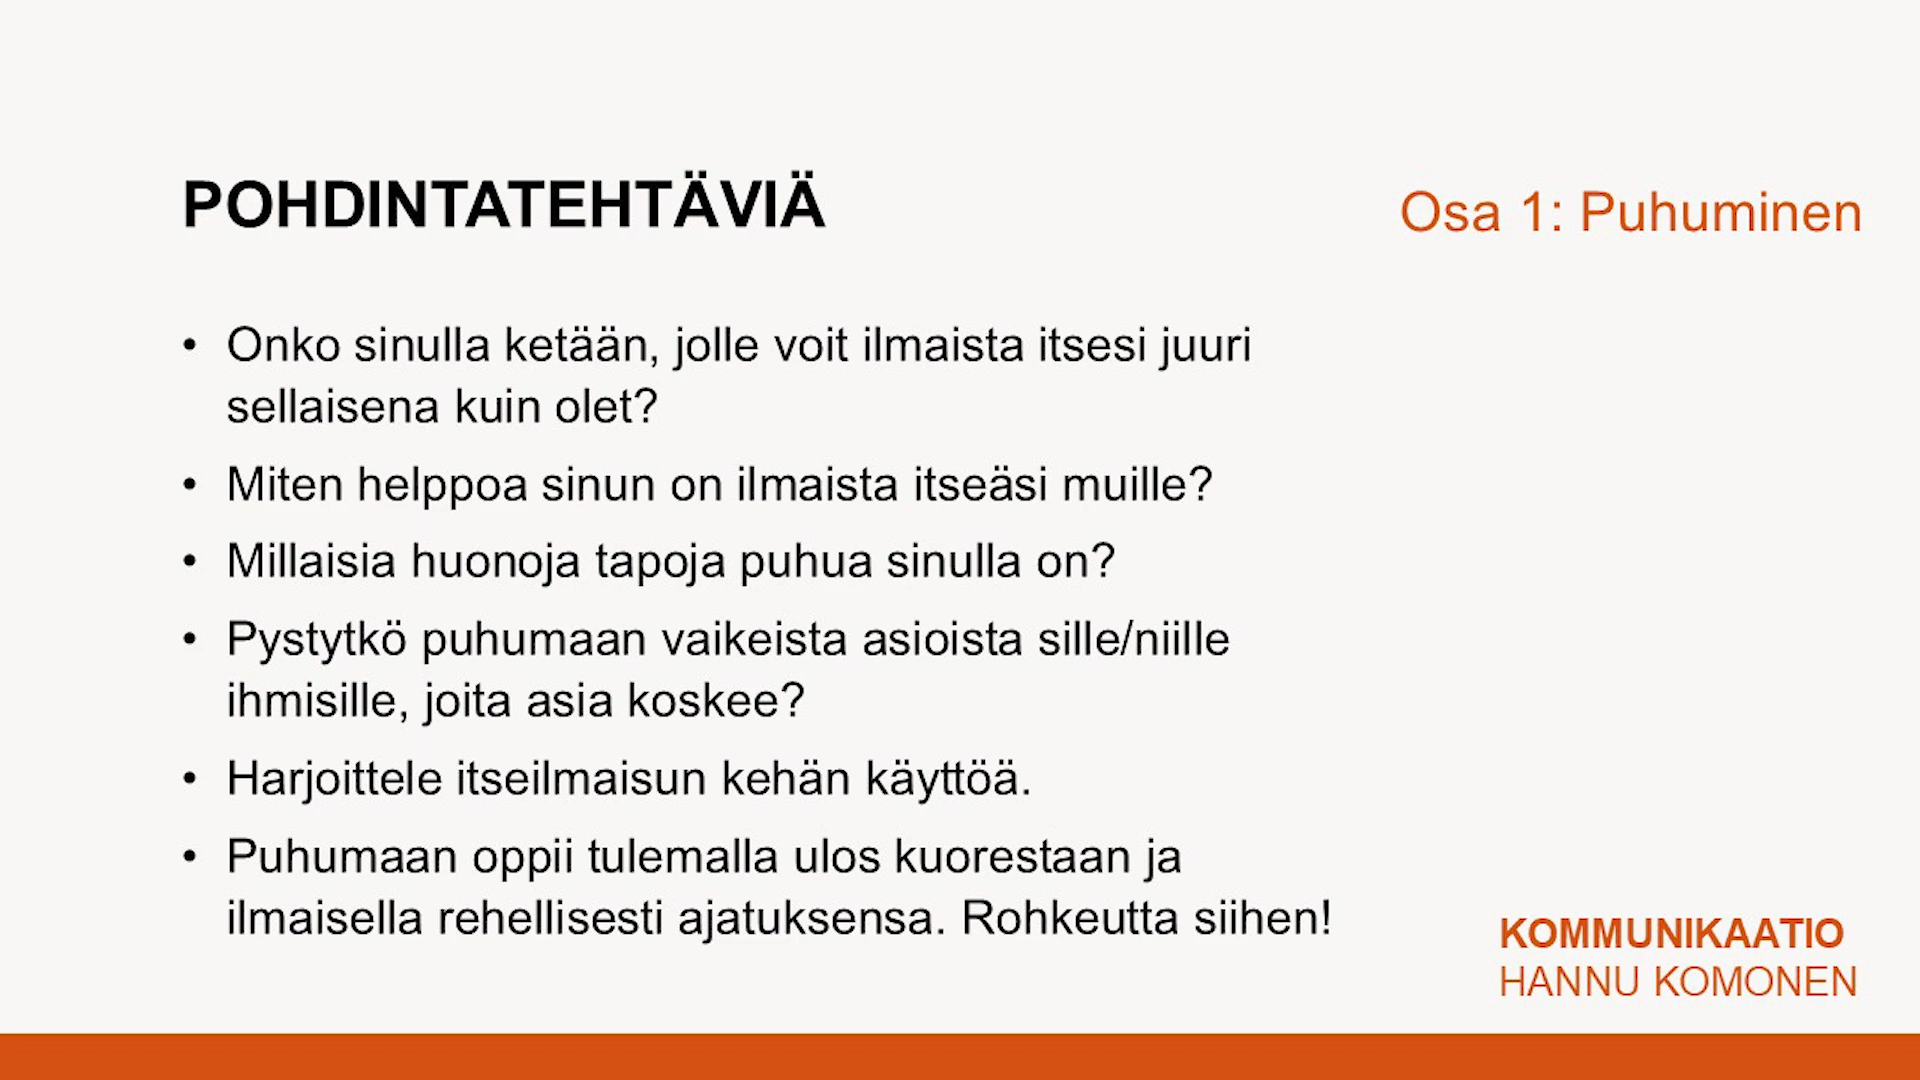 POHDINTATEHTÄVIÄ
Osa 1: Puhuminen
• Onko sinulla ketään, jolle voit ilmaista itsesi juuri
sellaisena kuin olet?
• Miten helppoa sinun on ilmaista itseäsi muille?
• Millaisia huonoja tapoja puhua sinulla on?
• Pystytkö puhumaan vaikeista asioista sille/niille
ihmisille, joita asia koskee?
• Harjoittele itseilmaisun kehän käyttöä.
• Puhumaan oppii tulemalla ulos kuorestaan ja
ilmaisella rehellisesti ajatuksensa. Rohkeutta siihen!
KOMMUNIKAATIO
HANNU KOMONEN